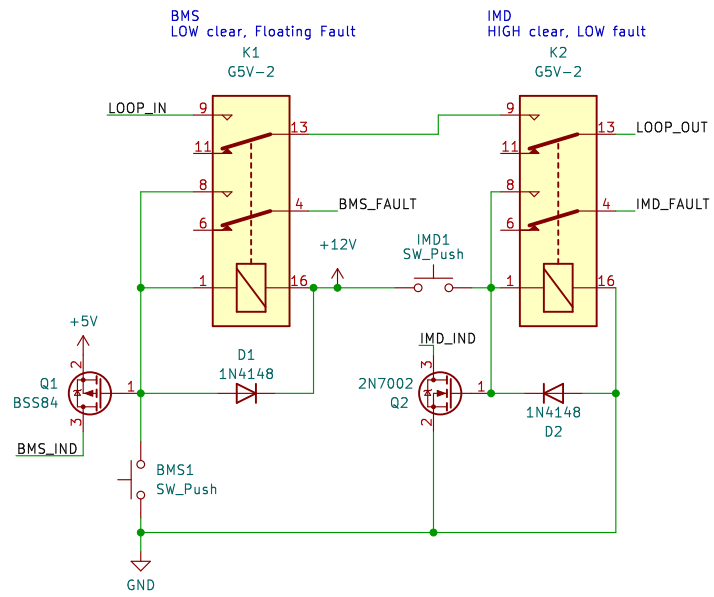 BMS
LOW clear, Floating Fault
IMD
HIGH clear, LOW fault
K1
G5V-2
K2
G5V-2
LOOP_IN
9
13
11
8
4
6
1
16
BMS_FAULT
9
13
11
8
4
6
1
16
LOOP_OUT
IMD_FAULT
+12V
IMD1
SW_Push
+5V
2
Q1
BSS84
1
3
BMS_IND
D1
1N4148
IMD_IND
3
2N7002
Q2
1
2
1N4148
D2
BMS1
SW_Push
GND